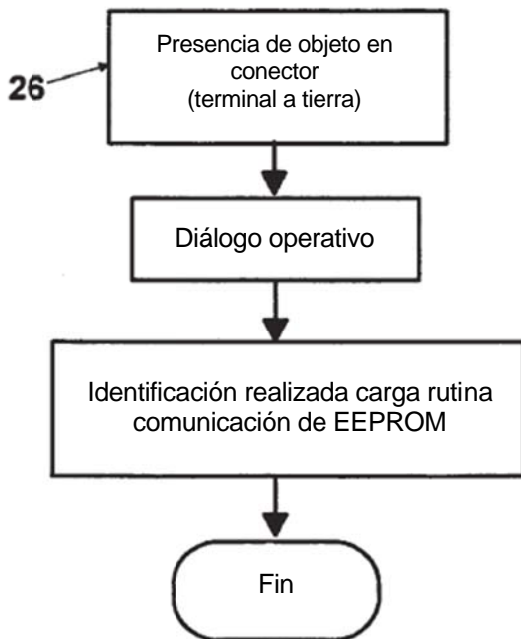 Presencia de objeto en
conector
(terminal a tierra)
26
Diálogo operativo
Identificación realizada carga rutina
comunicación de EEPROM
Fin